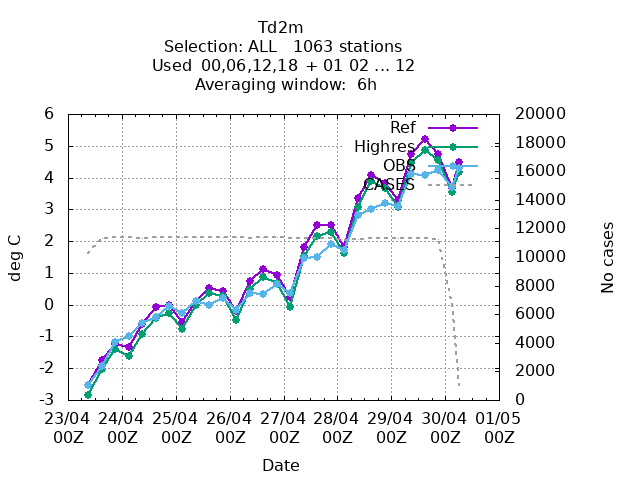 Td2m
Selection: ALL   1063 stations
Used  00,06,12,18 + 01 02 ... 12
Averaging window:  6h
Ref
Highres
OBS
CASES
deg C
6
5
4
3
2
1
0
-1
-2
-3
No cases
20000
18000
16000
14000
12000
10000
8000
6000
4000
2000
0
23/04 24/04 25/04 26/04 27/04 28/04 29/04 30/04 01/05
00Z 00Z 00Z 00Z 00Z 00Z 00Z 00Z 00Z
Date